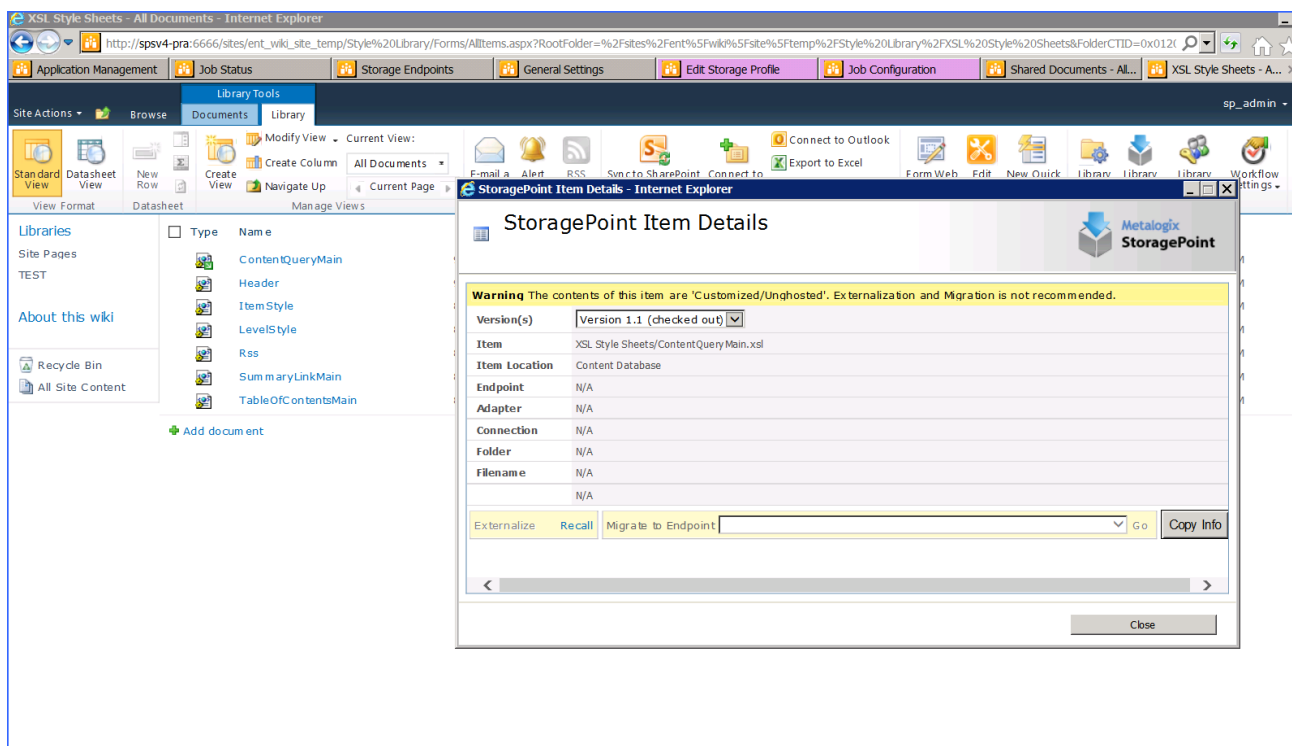 XSL Style Sheets - All Documents - Internet Explorer
http://spsv4-pra:6666/sites/ent_wiki_site_temp/Style%20Library/Forms/AllItems.aspx?RootFolder=%2Fsites%2Fent%5Fwiki%5Fsite%5Ftemp%2FStyle%20Library%2FXSL%20Style%20Sheets&FolderCTID=0x012(
Application Management Job Status Storage Endpoints General Settings Edit Storage Profile Job Configuration Shared Documents - All... XSL Style Sheets - A...
Library Tools
sp_admin
Site Actions Browse Documents Library
Modify View Current View:
Create Column All Documents
Navigate Up Current Page
Standard View
Datasheet View
New Row
Create View
E-mail a Alert RSS Sync to SharePoint Connect to
Connect to Outlook
Export to Excel
Form Web Edit New Quick Library Library Library Workflow
Settings
View Format Datasheet Manage Views
Libraries
Site Pages
TEST
About this wiki
Recycle Bin
All Site Content
Type Name
ContentQueryMain
Header
ItemStyle
LevelStyle
Rss
SummaryLinkMain
TableOfContentsMain
Add document
StoragePoint Item Details - Internet Explorer
StoragePoint Item Details
Metalogix
StoragePoint
Warning The contents of this item are 'Customized/Unghosted'. Externalization and Migration is not recommended.
Version(s) Version 1.1 (checked out)
Item XSL Style Sheets/ContentQueryMain.xsl
Item Location Content Database
Endpoint N/A
Adapter N/A
Connection N/A
Folder N/A
Filename N/A
N/A
Externalize Recall Migrate to Endpoint Go Copy Info
Close